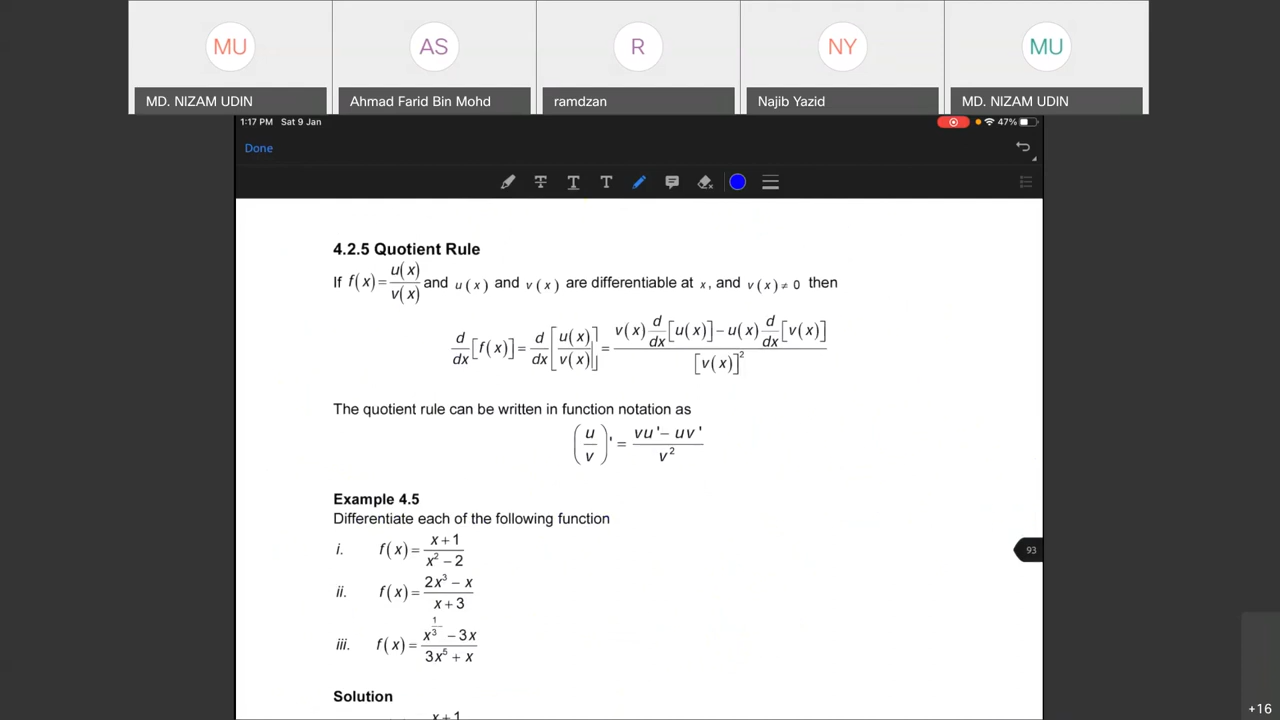 MU AS R NY MU
MD. NIZAM UDIN Ahmad Farid Bin Mohd ramdzan Najib Yazid MD. NIZAM UDIN
1:17 PM Sat 9 Jan 47%
Done
T T T
4.2.5 Quotient Rule
If f(x) = u(x)/v(x) and u(x) and v(x) are differentiable at x, and v(x) ≠ 0 then
d/dx [f(x)] = d/dx [u(x)/v(x)] = (v(x) d/dx [u(x)] − u(x) d/dx [v(x)]) / [v(x)]²
The quotient rule can be written in function notation as
(u/v)' = (vu' − uv')/v²
Example 4.5
Differentiate each of the following function
i. f(x) = (x + 1)/(x² − 2)
ii. f(x) = (2x³ − x)/(x + 3)
iii. f(x) = (x^(1/3) − 3x)/(3x⁵ + x)
93
Solution
x + 1
+16